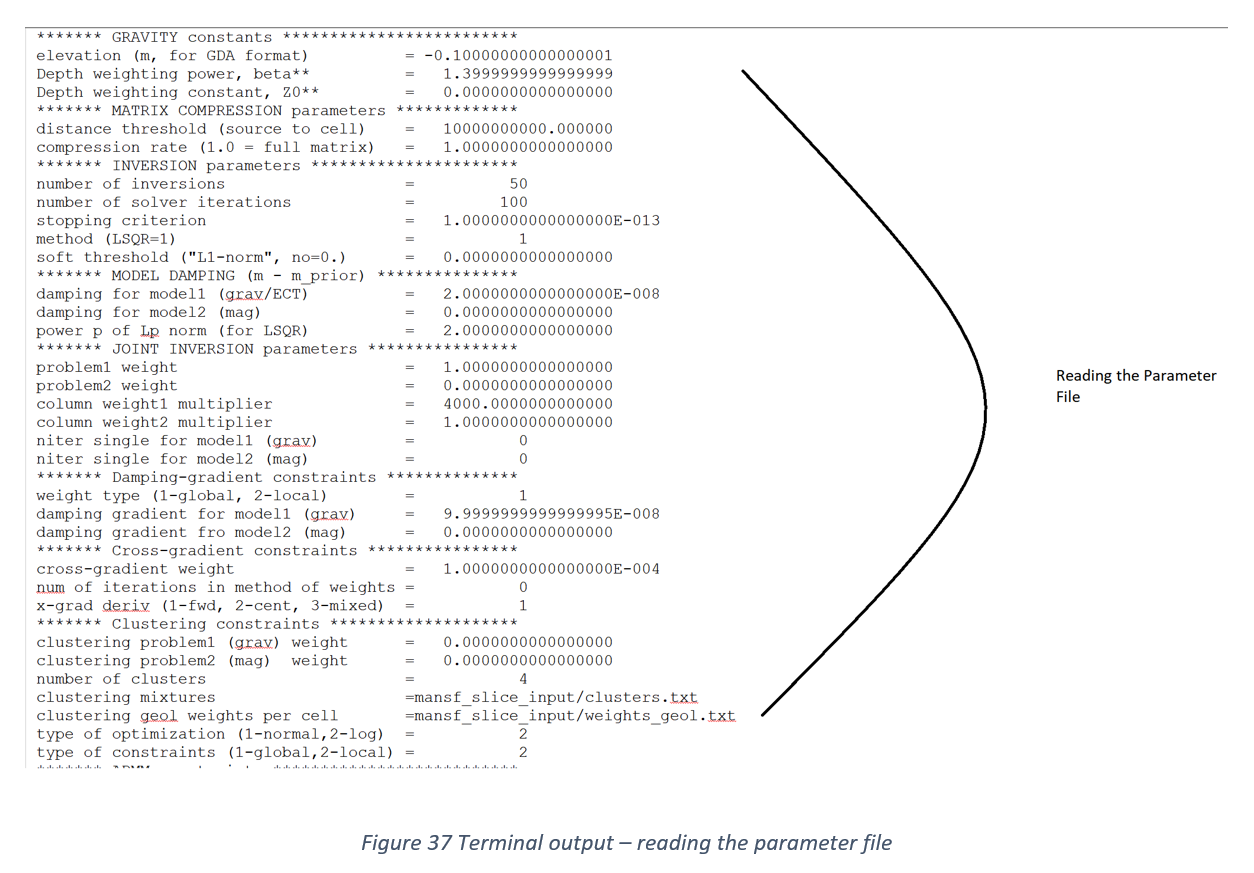 ******* GRAVITY constants *************************
elevation (m, for GDA format) = -0.10000000000000001
Depth weighting power, beta** = 1.3999999999999999
Depth weighting constant, Z0** = 0.0000000000000000
******* MATRIX COMPRESSION parameters *************
distance threshold (source to cell) = 10000000000.000000
compression rate (1.0 = full matrix) = 1.0000000000000000
******* INVERSION parameters **********************
number of inversions = 50
number of solver iterations = 100
stopping criterion = 1.0000000000000000E-013
method (LSQR=1) = 1
soft threshold ("L1-norm", no=0.) = 0.0000000000000000
******* MODEL DAMPING (m - m_prior) ***************
damping for model1 (grav/ECT) = 2.0000000000000000E-008
damping for model2 (mag) = 0.0000000000000000
power p of Lp norm (for LSQR) = 2.0000000000000000
******* JOINT INVERSION parameters ****************
problem1 weight = 1.0000000000000000
problem2 weight = 0.0000000000000000
column weight1 multiplier = 4000.0000000000000
column weight2 multiplier = 1.0000000000000000
niter single for model1 (grav) = 0
niter single for model2 (mag) = 0
******* Damping-gradient constraints **************
weight type (1-global, 2-local) = 1
damping gradient for model1 (grav) = 9.9999999999999995E-008
damping gradient fro model2 (mag) = 0.0000000000000000
******* Cross-gradient constraints ****************
cross-gradient weight = 1.0000000000000000E-004
num of iterations in method of weights = 0
x-grad deriv (1-fwd, 2-cent, 3-mixed) = 1
******* Clustering constraints ********************
clustering problem1 (grav) weight = 0.0000000000000000
clustering problem2 (mag) weight = 0.0000000000000000
number of clusters = 4
clustering mixtures =mansf_slice_input/clusters.txt
clustering geol weights per cell =mansf_slice_input/weights_geol.txt
type of optimization (1-normal,2-log) = 2
type of constraints (1-global,2-local) = 2
Reading the Parameter
File
Figure 37 Terminal output – reading the parameter file